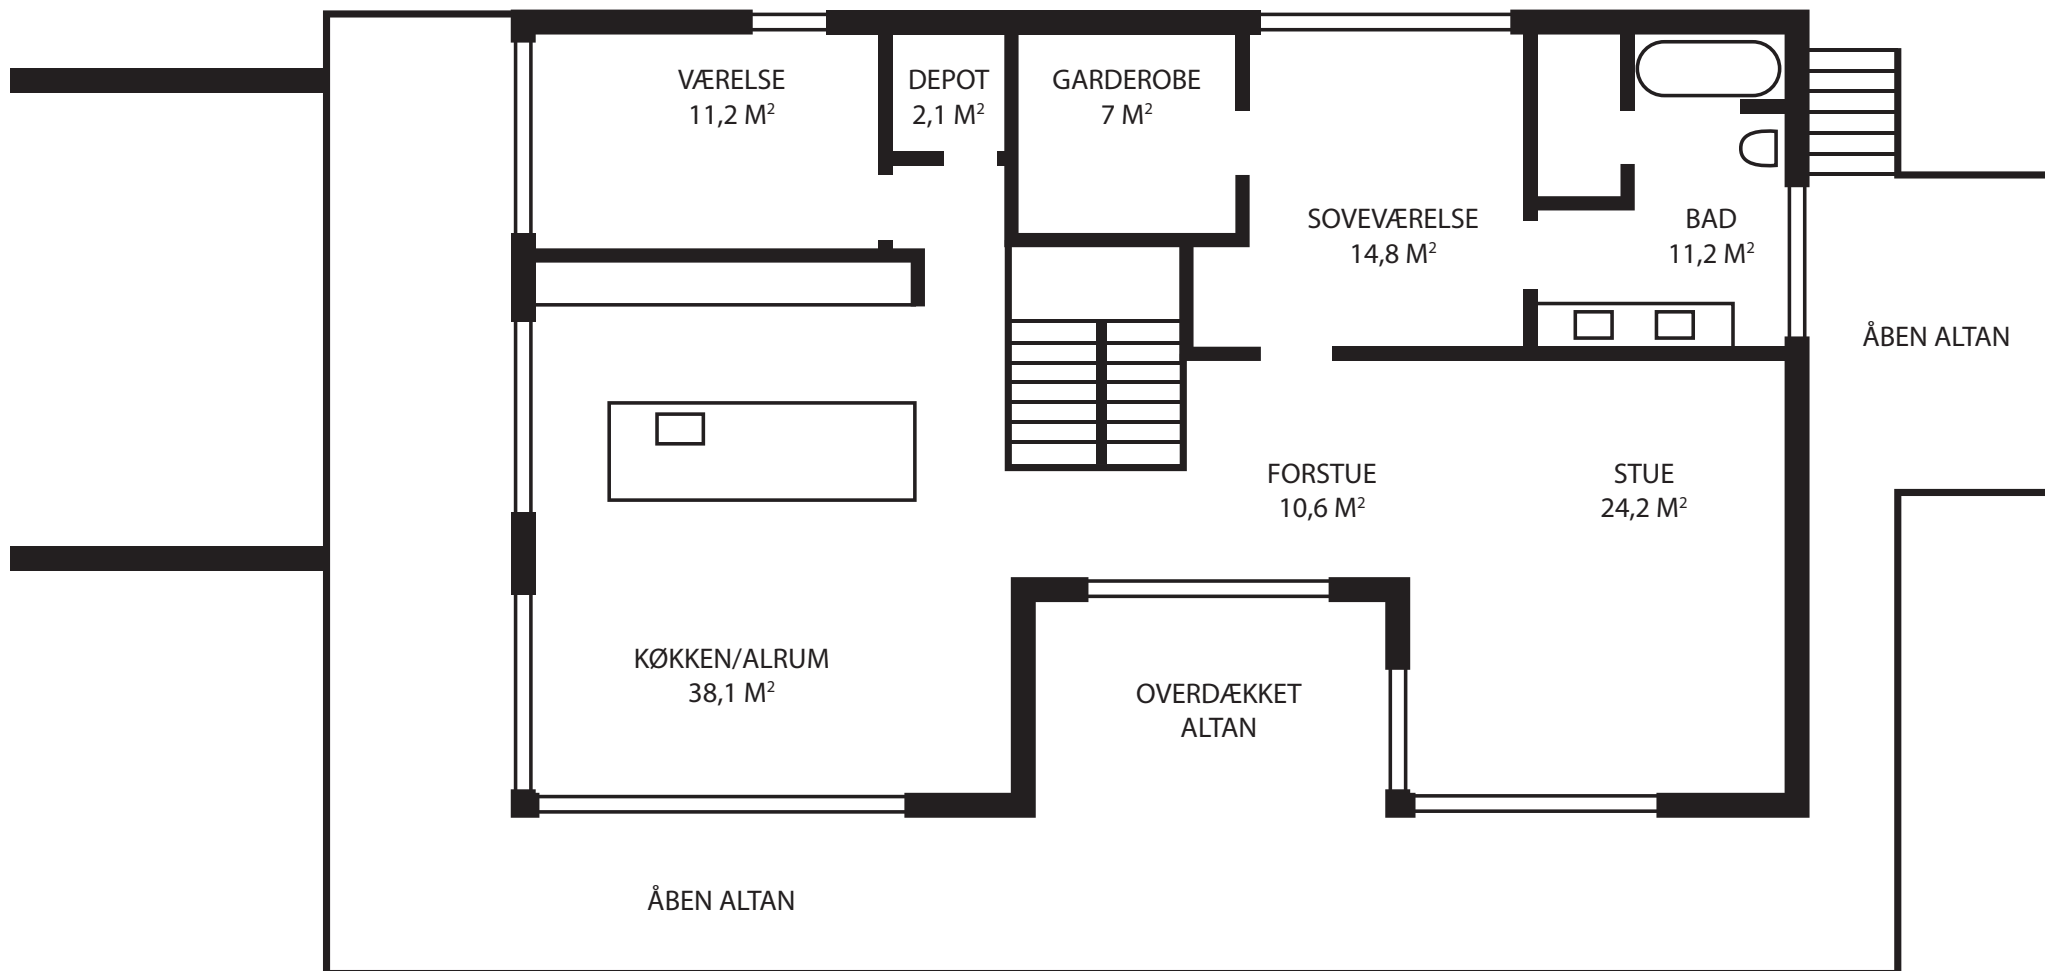 VÆRELSE
11,2 M²
DEPOT
2,1 M²
GARDEROBE
7 M²
SOVEVÆRELSE
14,8 M²
BAD
11,2 M²
ÅBEN ALTAN
FORSTUE
10,6 M²
STUE
24,2 M²
KØKKEN/ALRUM
38,1 M²
OVERDÆKKET
ALTAN
ÅBEN ALTAN